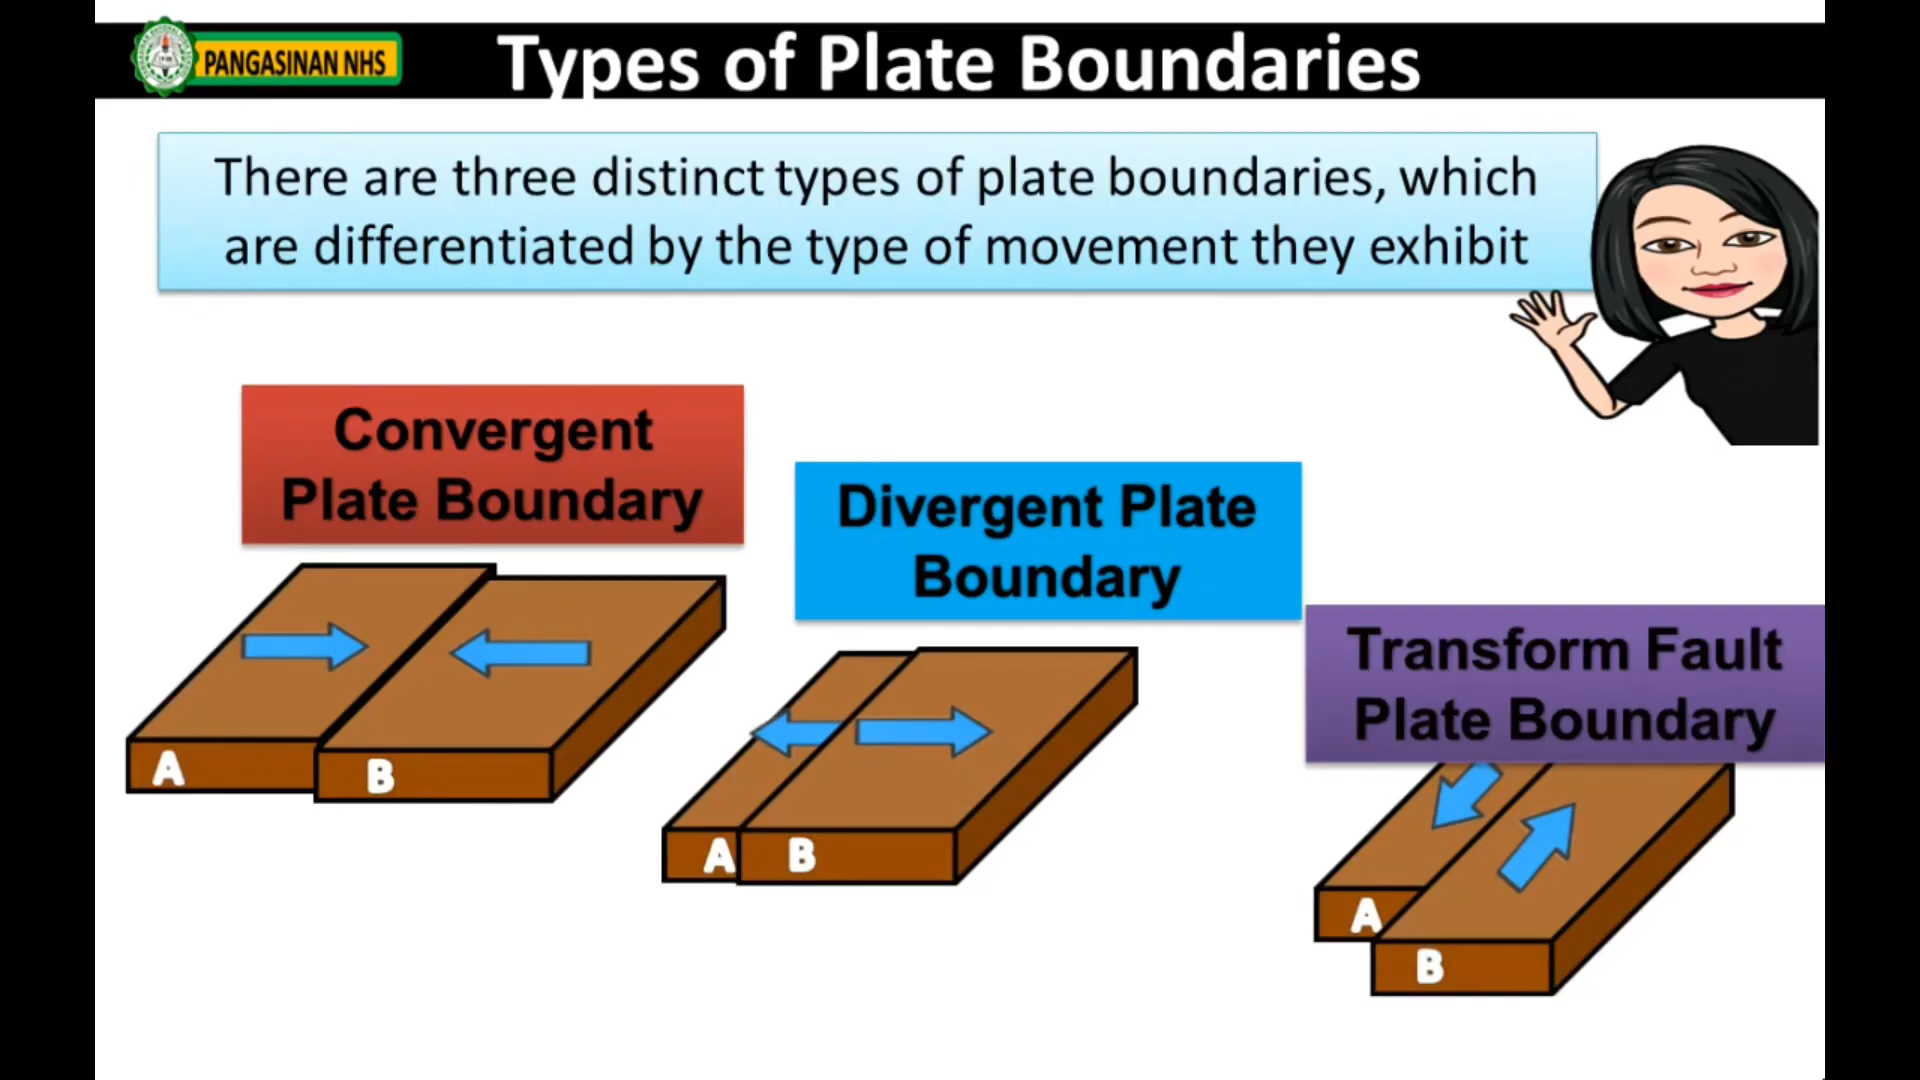 PANGASINAN NHS
Types of Plate Boundaries
There are three distinct types of plate boundaries, which
are differentiated by the type of movement they exhibit
Convergent
Plate Boundary
Divergent Plate
Boundary
Transform Fault
Plate Boundary
A
B
A
B
A
B